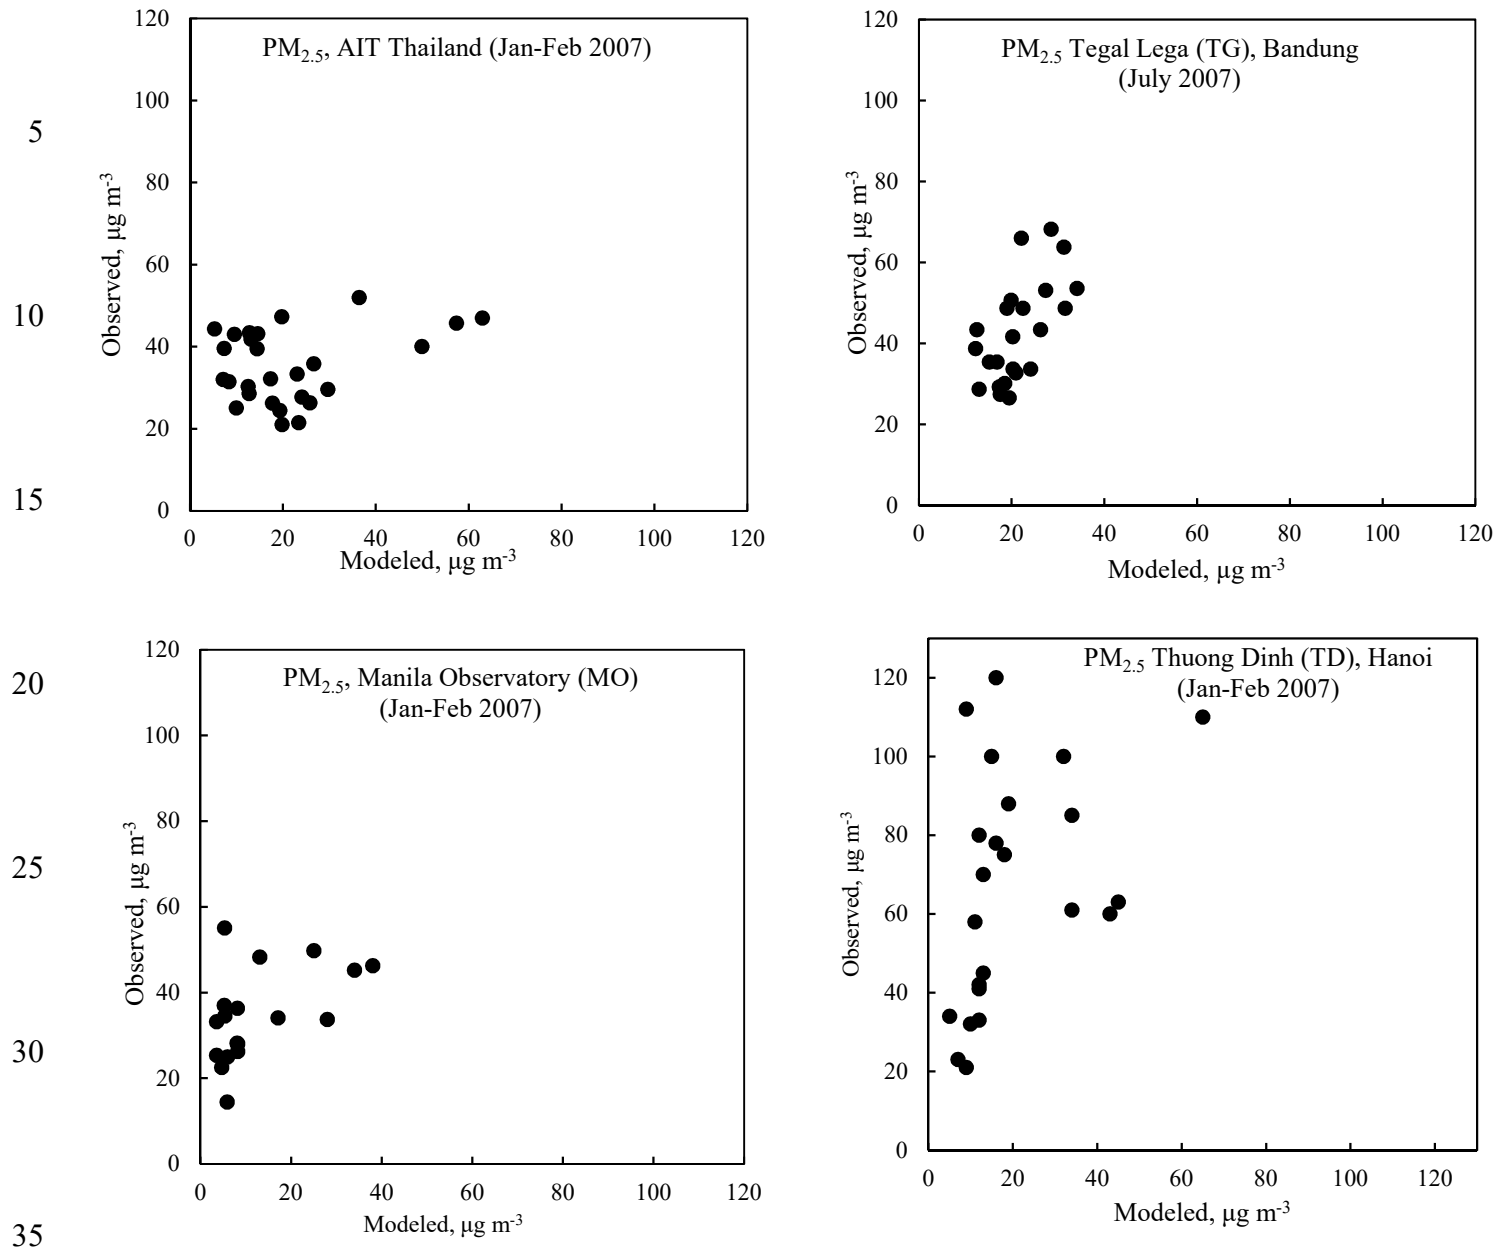 5
10
15
20
25
30
35
PM2.5, AIT Thailand (Jan-Feb 2007)
120
100
80
60
40
20
0
Observed, µg m-3
0 20 40 60 80 100 120
Modeled, µg m-3
PM2.5 Tegal Lega (TG), Bandung
(July 2007)
120
100
80
60
40
20
0
Observed, µg m-3
0 20 40 60 80 100 120
Modeled, µg m-3
PM2.5, Manila Observatory (MO)
(Jan-Feb 2007)
120
100
80
60
40
20
0
Observed, µg m-3
0 20 40 60 80 100 120
Modeled, µg m-3
PM2.5 Thuong Dinh (TD), Hanoi
(Jan-Feb 2007)
120
100
80
60
40
20
0
Observed, µg m-3
0 20 40 60 80 100 120
Modeled, µg m-3